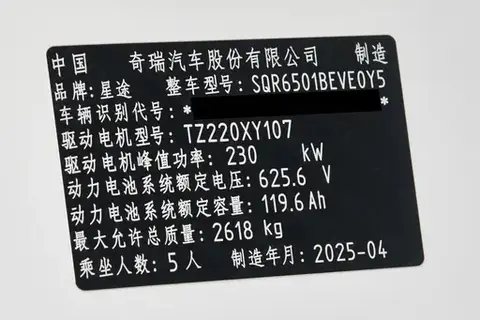 中国 奇瑞汽车股份有限公司 制造
品牌: 星途 整车型号: SQR6501BEVE0Y5
车辆识别代号: * *
驱动电机型号: TZ220XY107
驱动电机峰值功率: 230 kW
动力电池系统额定电压: 625.6 V
动力电池系统额定容量: 119.6Ah
最大允许总质量: 2618 kg
乘坐人数: 5人 制造年月: 2025-04